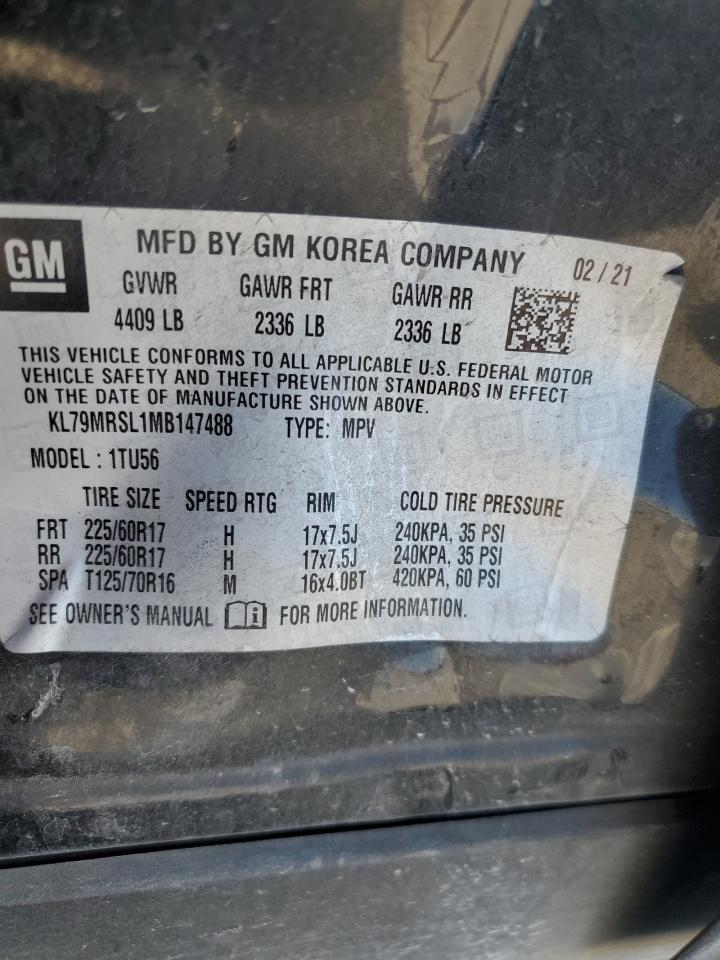 GM
MFD BY GM KOREA COMPANY 02 / 21
GVWR GAWR FRT GAWR RR
4409 LB 2336 LB 2336 LB
THIS VEHICLE CONFORMS TO ALL APPLICABLE U.S. FEDERAL MOTOR
VEHICLE SAFETY AND THEFT PREVENTION STANDARDS IN EFFECT
ON THE DATE OF MANUFACTURE SHOWN ABOVE.
KL79MRSL1MB147488 TYPE: MPV
MODEL : 1TU56
TIRE SIZE SPEED RTG RIM COLD TIRE PRESSURE
FRT 225/60R17 H 17x7.5J 240KPA, 35 PSI
RR 225/60R17 H 17x7.5J 240KPA, 35 PSI
SPA T125/70R16 M 16x4.0BT 420KPA, 60 PSI
SEE OWNER'S MANUAL FOR MORE INFORMATION.